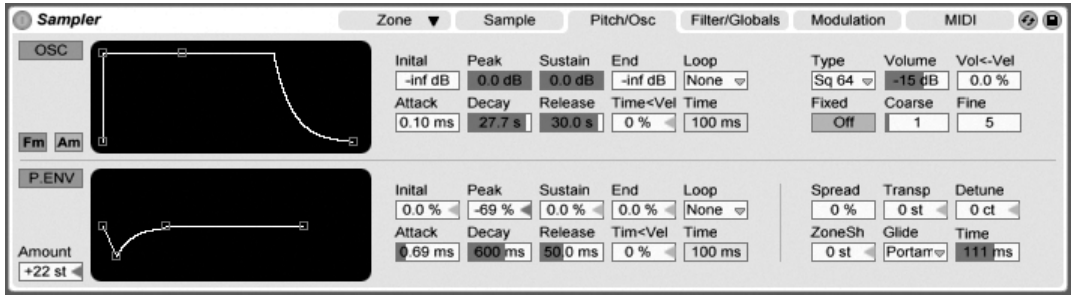 Sampler Zone Sample Pitch/Osc Filter/Globals Modulation MIDI
OSC Inital Peak Sustain End Loop Type Volume Vol<-Vel
-inf dB 0.0 dB 0.0 dB -inf dB None Sq 64 -15 dB 0.0 %
Attack Decay Release Time<Vel Time Fixed Coarse Fine
Fm Am 0.10 ms 27.7 s 30.0 s 0 % 100 ms Off 1 5
P.ENV Inital Peak Sustain End Loop Spread Transp Detune
0.0 % -69 % 0.0 % 0.0 % None 0 % 0 st 0 ct
Attack Decay Release Tim<Vel Time ZoneSh Glide Time
Amount 0.69 ms 600 ms 50.0 ms 0 % 100 ms 0 st Portam 111 ms
+22 st